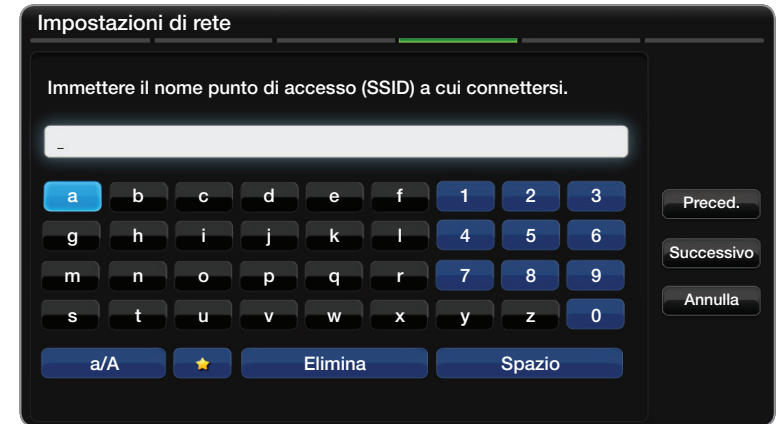 Impostazioni di rete
Immettere il nome punto di accesso (SSID) a cui connettersi.
_
a b c d e f 1 2 3
g h i j k l 4 5 6
m n o p q r 7 8 9
s t u v w x y z 0
a/A Elimina Spazio
Preced.
Successivo
Annulla